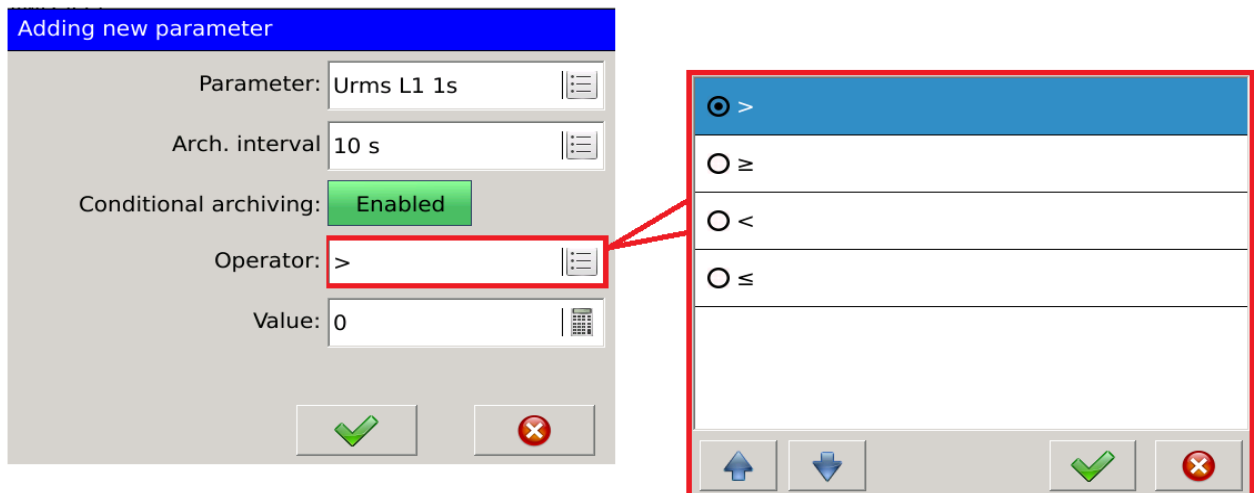 Adding new parameter
Parameter: Urms L1 1s
Arch. interval 10 s
Conditional archiving: Enabled
Operator: >
Value: 0
>
≥
<
≤